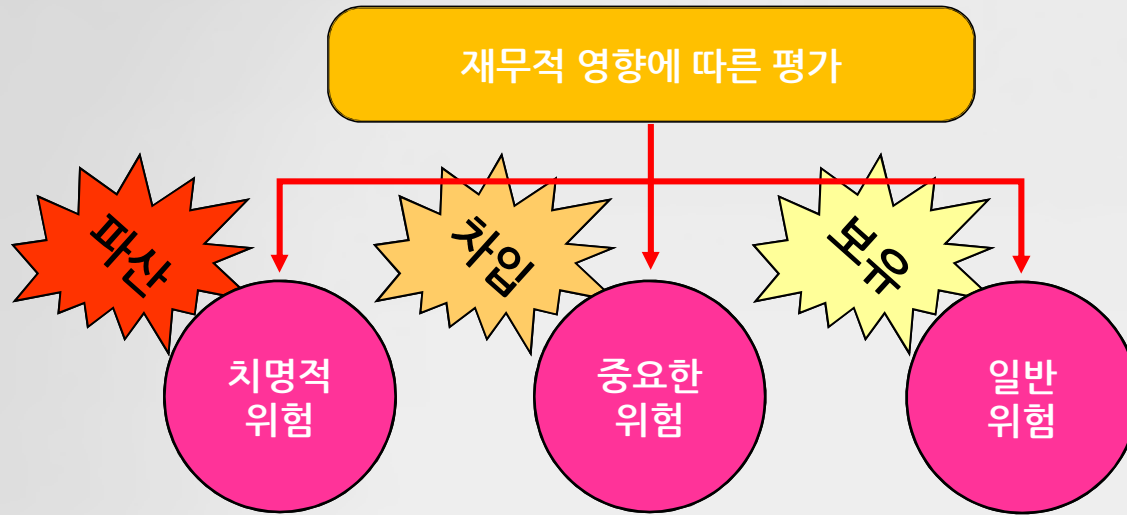 재무적 영향에 따른 평가
파산
차입
보유
치명적
위험
중요한
위험
일반
위험